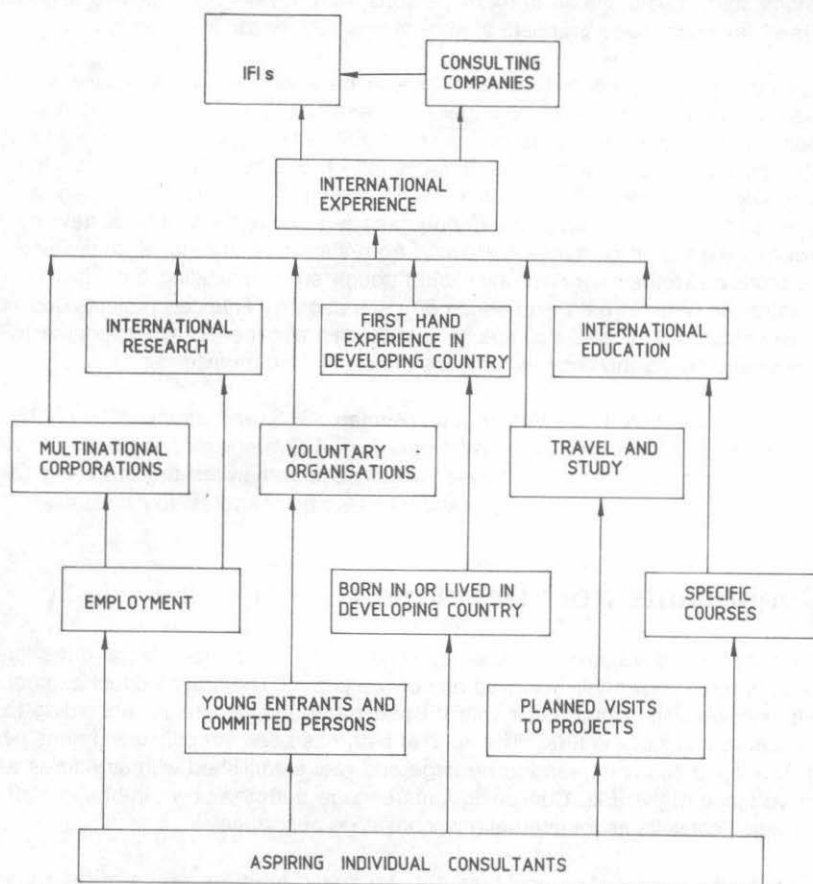 IFI s
CONSULTING
COMPANIES
INTERNATIONAL
EXPERIENCE
INTERNATIONAL
RESEARCH
FIRST HAND
EXPERIENCE IN
DEVELOPING COUNTRY
INTERNATIONAL
EDUCATION
MULTINATIONAL
CORPORATIONS
VOLUNTARY
ORGANISATIONS
TRAVEL AND
STUDY
EMPLOYMENT
BORN IN, OR LIVED IN
DEVELOPING COUNTRY
SPECIFIC
COURSES
YOUNG ENTRANTS AND
COMMITTED PERSONS
PLANNED VISITS
TO PROJECTS
ASPIRING INDIVIDUAL CONSULTANTS